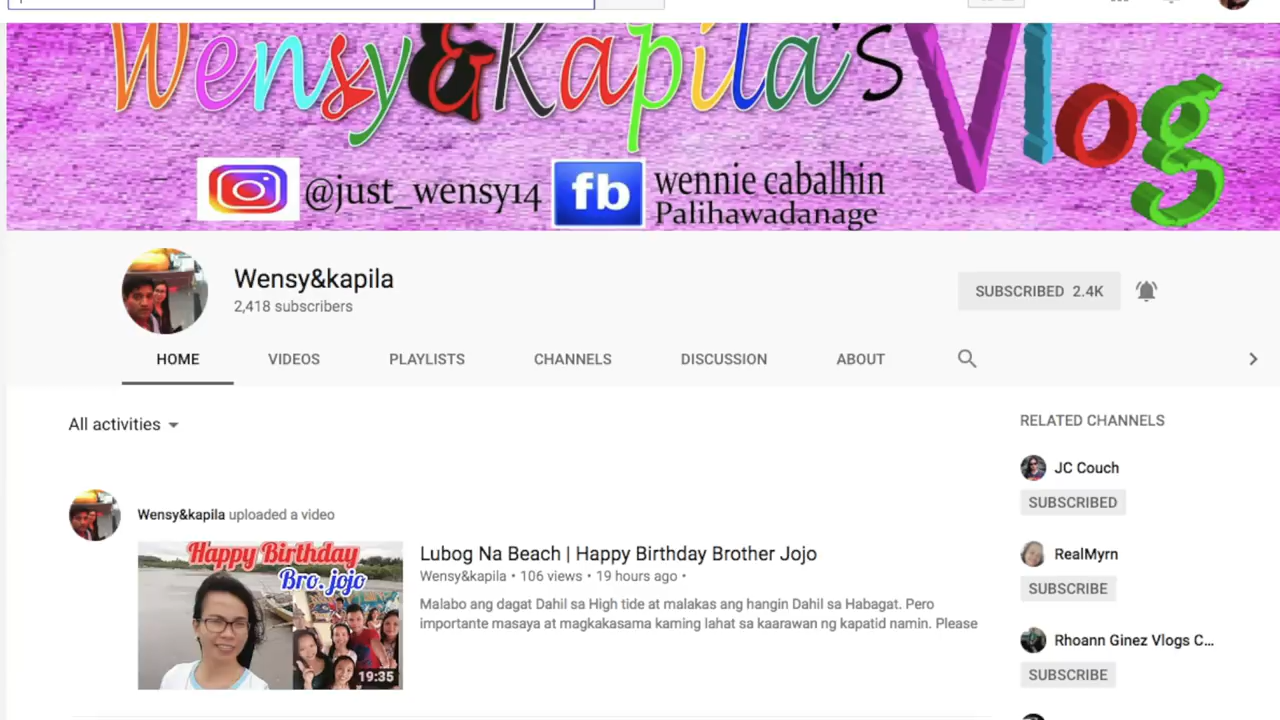 Wensy&Kapila's Vlog
@just_wensy14
fb
wennie cabalhin
Palihawadanage
Wensy&kapila
2,418 subscribers
SUBSCRIBED 2.4K
HOME
VIDEOS
PLAYLISTS
CHANNELS
DISCUSSION
ABOUT
All activities
RELATED CHANNELS
JC Couch
SUBSCRIBED
RealMyrn
SUBSCRIBE
Rhoann Ginez Vlogs C...
SUBSCRIBE
Wensy&kapila uploaded a video
Happy Birthday
Bro. jojo
19:35
Lubog Na Beach | Happy Birthday Brother Jojo
Wensy&kapila • 106 views • 19 hours ago •
Malabo ang dagat Dahil sa High tide at malakas ang hangin Dahil sa Habagat. Pero
importante masaya at magkakasama kaming lahat sa kaarawan ng kapatid namin. Please